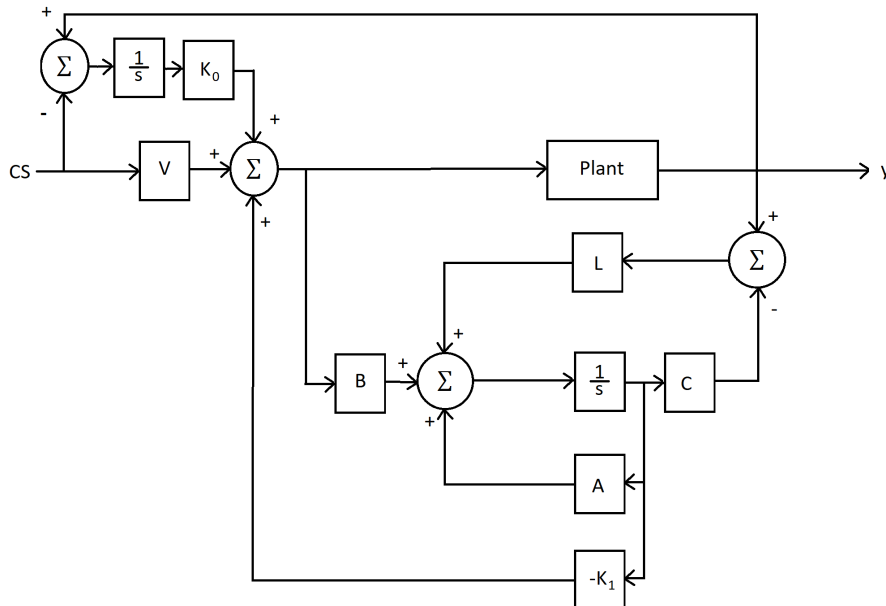 +
Σ
1
s
K₀
-
+
CS
V
+
Σ
Plant
y
+
+
Σ
L
-
+
B
+
Σ
1
s
C
+
A
-K₁